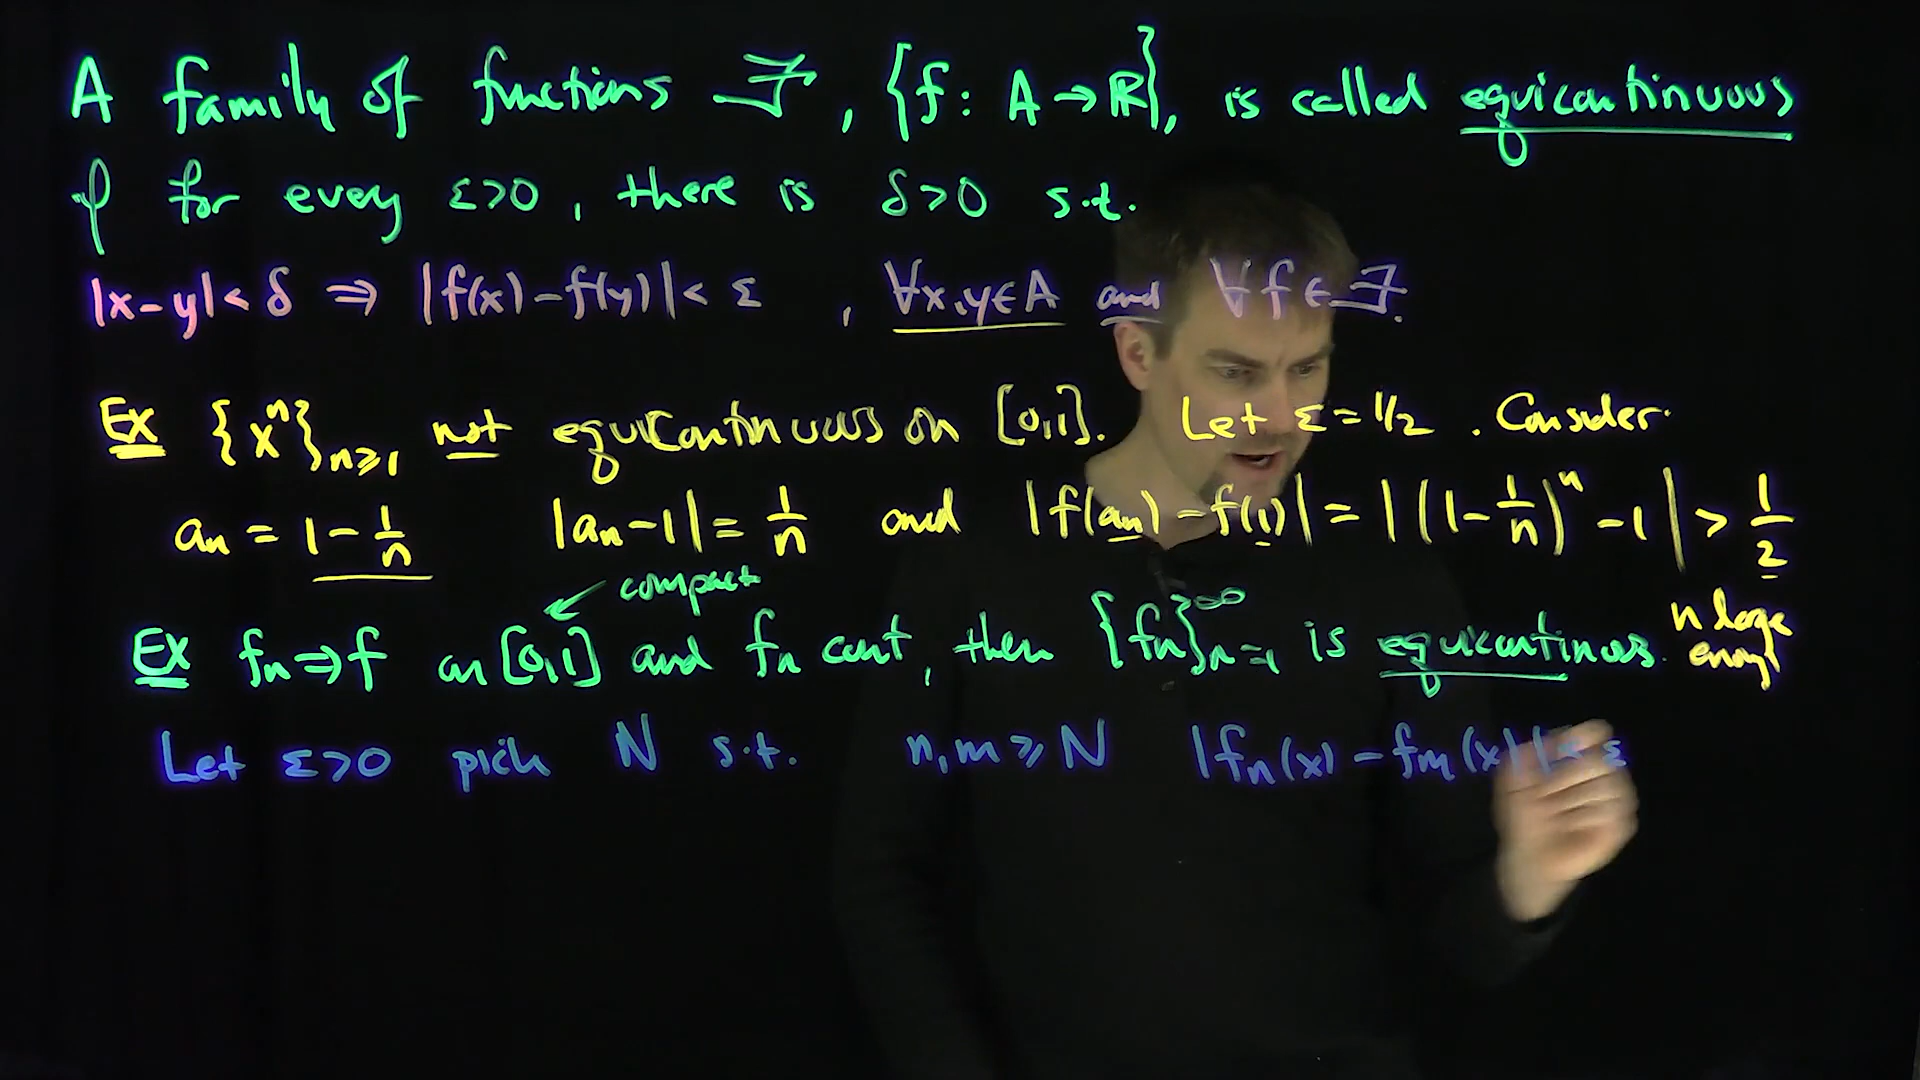 A family of functions ℱ, {f: A → ℝ}, is called equicontinuous
if for every ε>0, there is δ>0 s.t.
|x-y|<δ ⇒ |f(x)-f(y)|<ε , ∀x,y∈A and ∀f∈ℱ.
Ex {xⁿ}ₙ≥₁ not equicontinuous on [0,1]. Let ε=1/2. Consider
aₙ = 1 - 1/n |aₙ-1| = 1/n and |f(aₙ)-f(1)| = |(1-1/n)ⁿ - 1| > 1/2
n large
enough
compact
Ex fₙ ⇉ f on [0,1] and fₙ cont, then {fₙ}ₙ₌₁^∞ is equicontinuous.
Let ε>0 pick N s.t. n,m ≥ N |fₙ(x) - fₘ(x)| < ε